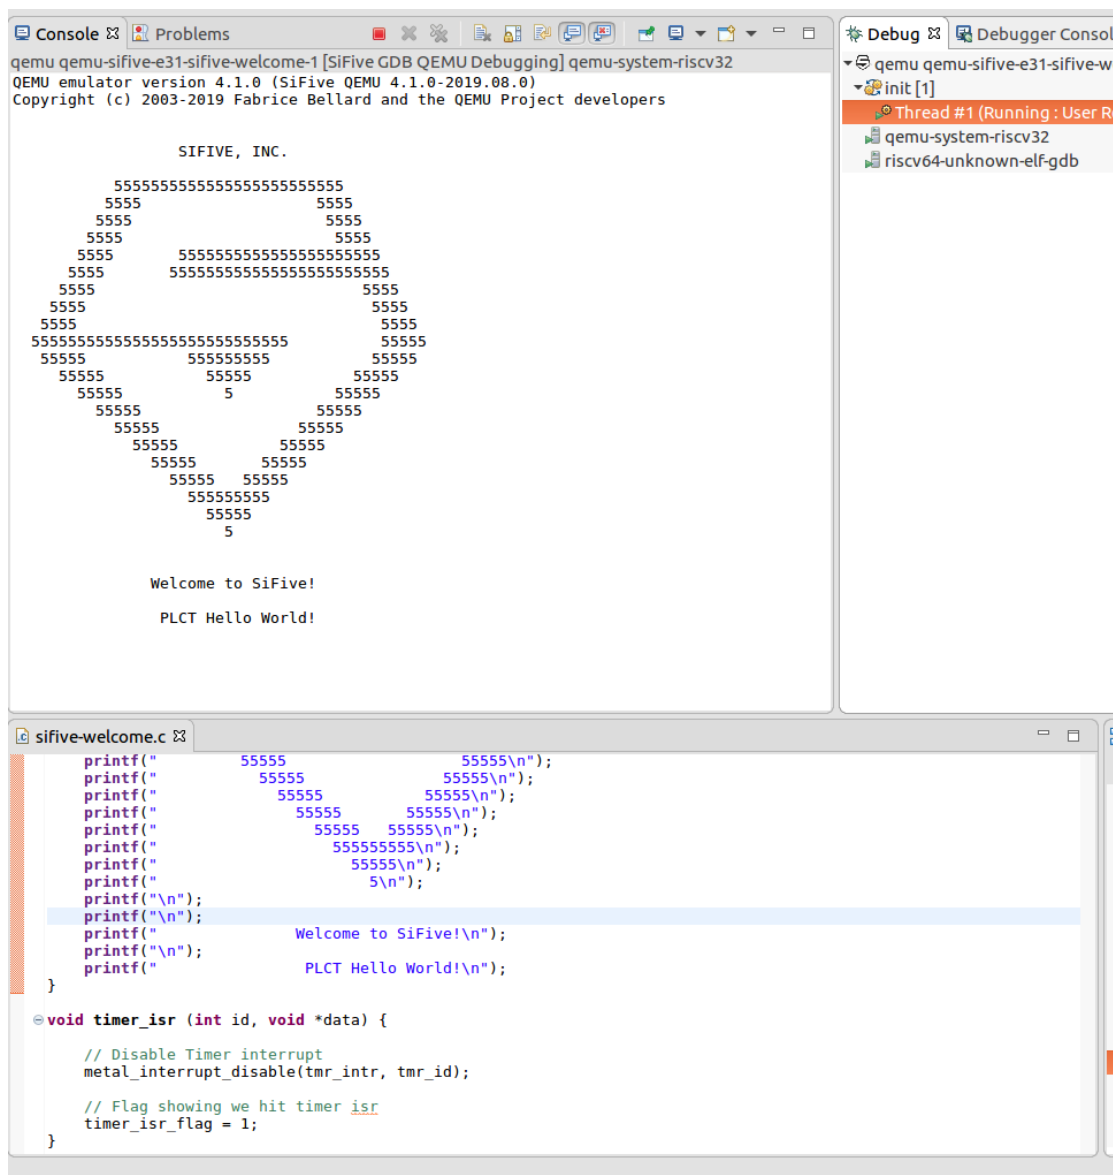 Console Problems
qemu qemu-sifive-e31-sifive-welcome-1 [SiFive GDB QEMU Debugging] qemu-system-riscv32
QEMU emulator version 4.1.0 (SiFive QEMU 4.1.0-2019.08.0)
Copyright (c) 2003-2019 Fabrice Bellard and the QEMU Project developers
                  SIFIVE, INC.
           5555555555555555555555555
          5555                   5555
         5555                     5555
        5555                       5555
       5555       5555555555555555555555
      5555       555555555555555555555555
     5555                             5555
    5555                               5555
   5555                                 5555
  5555555555555555555555555555          55555
   55555           555555555           55555
     55555           55555           55555
       55555           5           55555
         55555                   55555
           55555               55555
             55555           55555
               55555       55555
                 55555   55555
                   555555555
                     55555
                       5
               Welcome to SiFive!
                PLCT Hello World!
Debug Debugger Consol
qemu qemu-sifive-e31-sifive-w
init [1]
Thread #1 (Running : User R
qemu-system-riscv32
riscv64-unknown-elf-gdb
sifive-welcome.c
    printf("         55555                   55555\n");
    printf("           55555               55555\n");
    printf("             55555           55555\n");
    printf("               55555       55555\n");
    printf("                 55555   55555\n");
    printf("                   555555555\n");
    printf("                     55555\n");
    printf("                       5\n");
    printf("\n");
    printf("\n");
    printf("               Welcome to SiFive!\n");
    printf("\n");
    printf("                PLCT Hello World!\n");
}
void timer_isr (int id, void *data) {
    // Disable Timer interrupt
    metal_interrupt_disable(tmr_intr, tmr_id);
    // Flag showing we hit timer isr
    timer_isr_flag = 1;
}